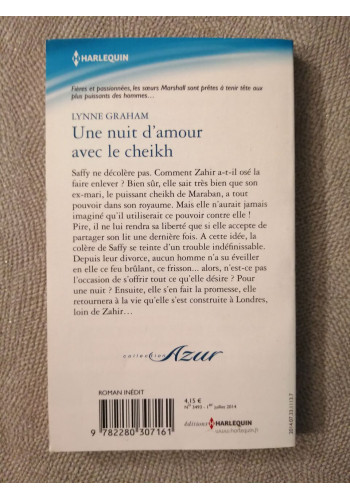 HARLEQUIN
Fières et passionnées, les sœurs Marshall sont prêtes à tenir tête aux
plus puissants des hommes...
LYNNE GRAHAM
Une nuit d'amour
avec le cheikh
Saffy ne décolère pas. Comment Zahir a-t-il osé la
faire enlever ? Bien sûr, elle sait très bien que son
ex-mari, le puissant cheikh de Maraban, a tout
pouvoir dans son royaume. Mais elle n'aurait jamais
imaginé qu'il utiliserait ce pouvoir contre elle !
Pire, il ne lui rendra sa liberté que si elle accepte de
partager son lit une dernière fois. A cette idée, la
colère de Saffy se teinte d'un trouble indéfinissable.
Depuis leur divorce, aucun homme n'a su éveiller
en elle ce feu brûlant, ce frisson... alors, n'est-ce pas
l'occasion de s'offrir tout ce qu'elle désire ? Pour
une nuit ? Ensuite, elle s'en fait la promesse, elle
retournera à la vie qu'elle s'est construite à Londres,
loin de Zahir...
collection Azur
ROMAN INÉDIT
4,15 €
N° 3493 - 1er juillet 2014
éditions HARLEQUIN
www.harlequin.fr
9 782280 307161